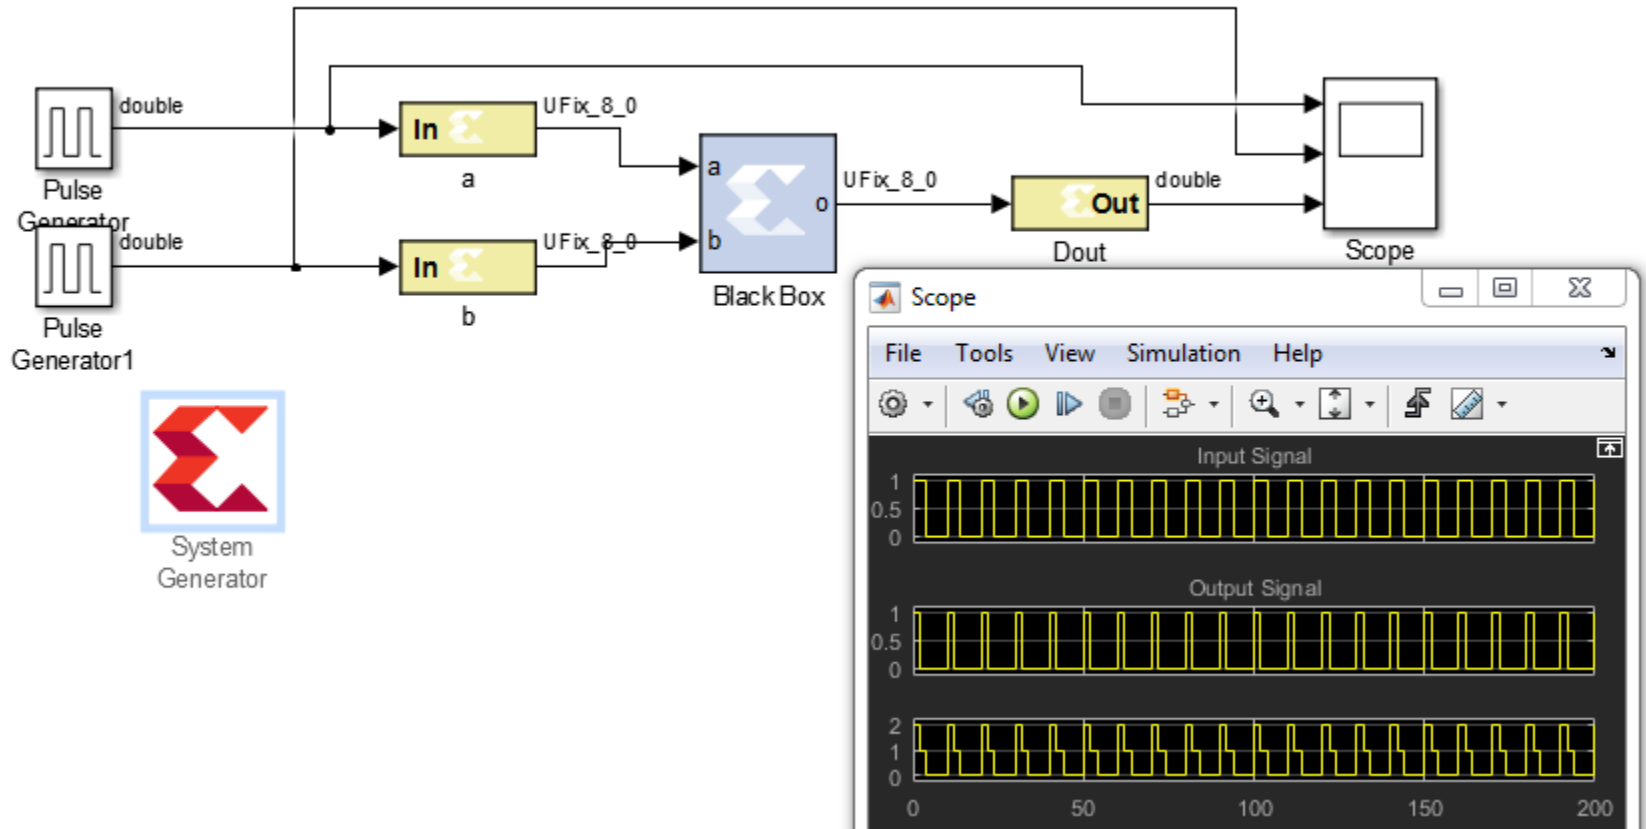 double
UFix_8_0
In
a
Pulse
Generator
double
UFix_8_0
In
b
Pulse
Generator1
a
b
o
Black Box
UFix_8_0
Out
Dout
double
Scope
System
Generator
Scope
File Tools View Simulation Help
Input Signal
1
0.5
0
Output Signal
1
0.5
0
2
1
0
0 50 100 150 200